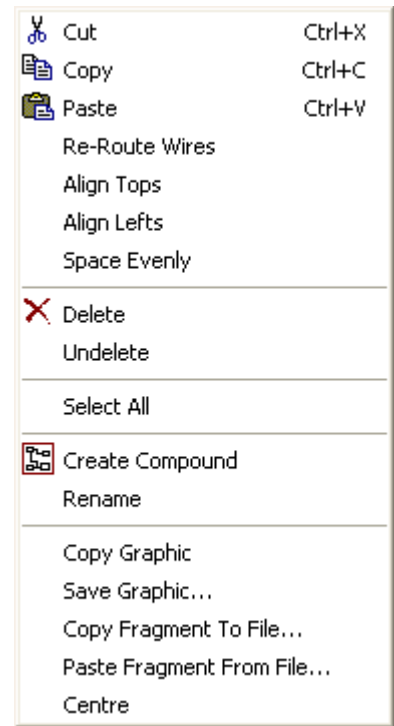 Cut Ctrl+X
Copy Ctrl+C
Paste Ctrl+V
Re-Route Wires
Align Tops
Align Lefts
Space Evenly
Delete
Undelete
Select All
Create Compound
Rename
Copy Graphic
Save Graphic...
Copy Fragment To File...
Paste Fragment From File...
Centre